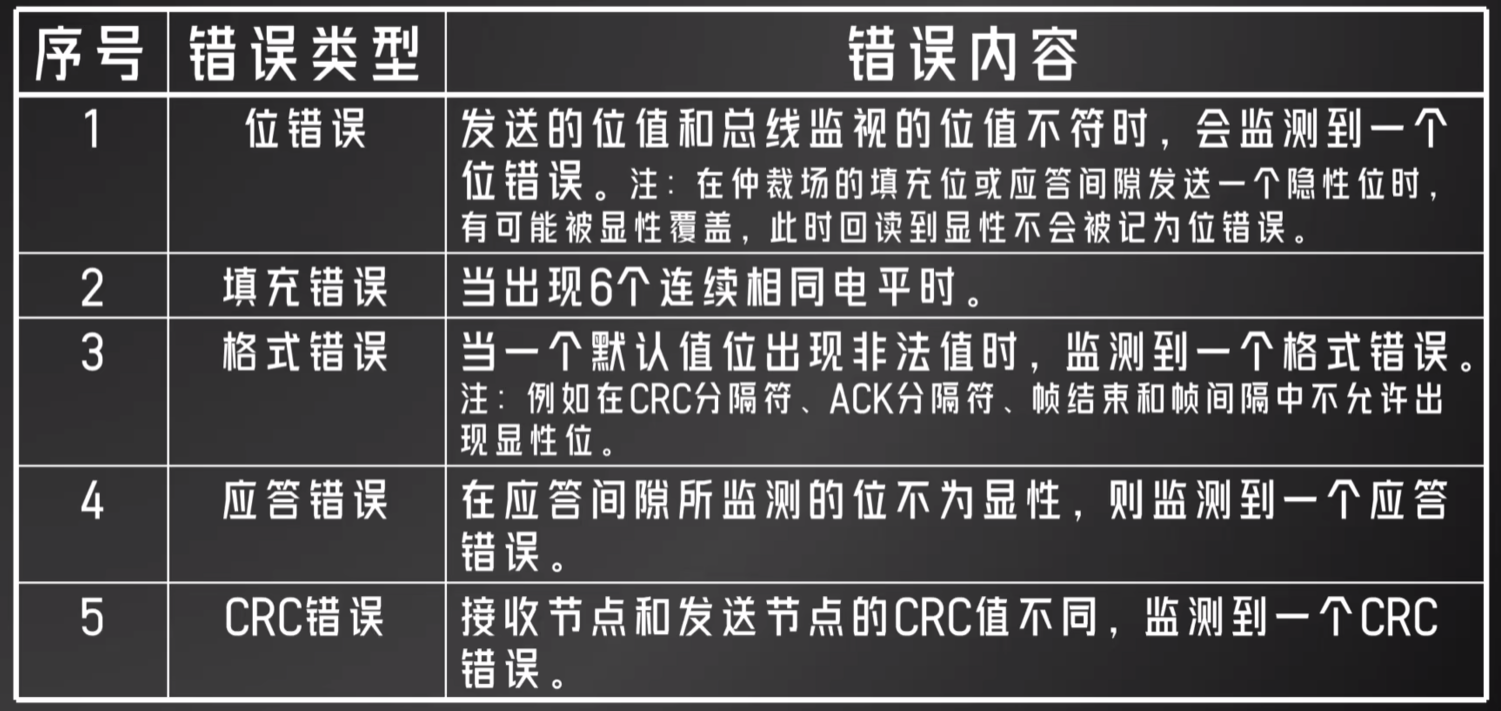 序号 错误类型 错误内容
1 位错误 发送的位值和总线监视的位值不符时，会监测到一个
位错误。注：在仲裁场的填充位或应答间隙发送一个隐性位时，
有可能被显性覆盖，此时回读到显性不会被记为位错误。
2 填充错误 当出现6个连续相同电平时。
3 格式错误 当一个默认值位出现非法值时，监测到一个格式错误。
注：例如在CRC分隔符、ACK分隔符、帧结束和帧间隔中不允许出
现显性位。
4 应答错误 在应答间隙所监测的位不为显性，则监测到一个应答
错误。
5 CRC错误 接收节点和发送节点的CRC值不同，监测到一个CRC
错误。